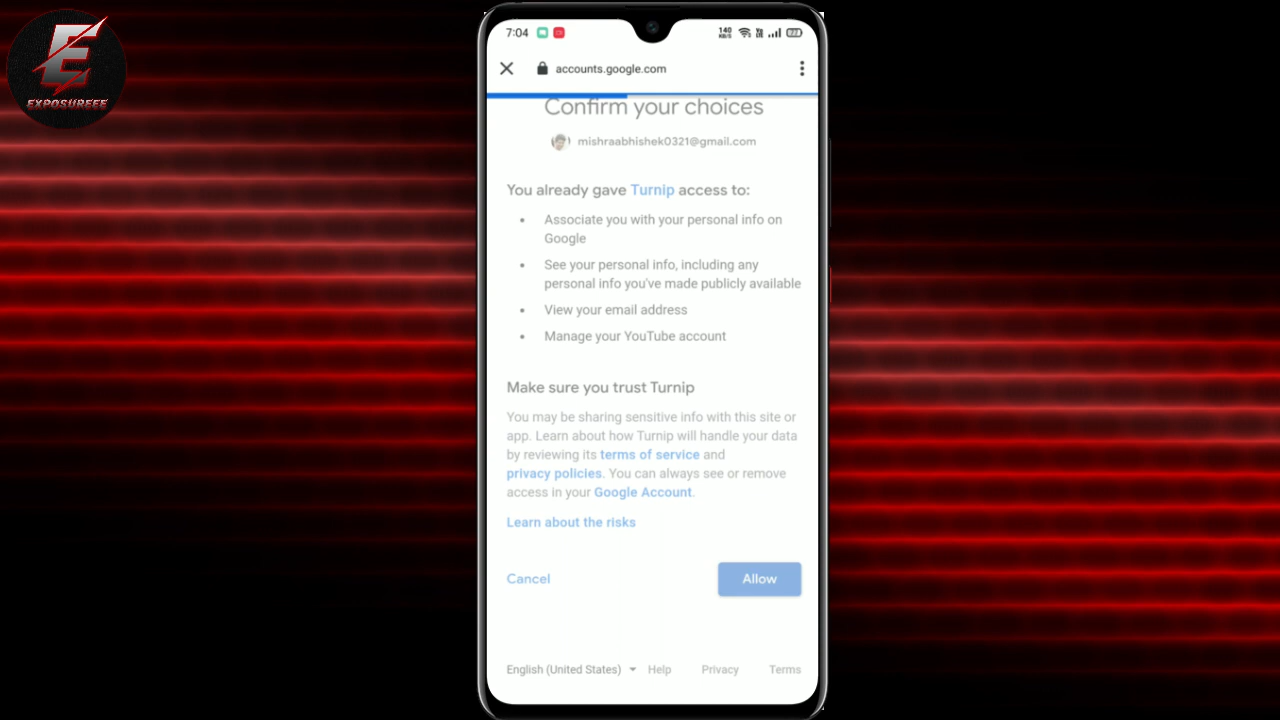 E
EXPOSUREEE
7:04
140
KB/S
accounts.google.com
Confirm your choices
mishraabhishek0321@gmail.com
You already gave Turnip access to:
• Associate you with your personal info on
Google
• See your personal info, including any
personal info you've made publicly available
• View your email address
• Manage your YouTube account
Make sure you trust Turnip
You may be sharing sensitive info with this site or
app. Learn about how Turnip will handle your data
by reviewing its terms of service and
privacy policies. You can always see or remove
access in your Google Account.
Learn about the risks
Cancel
Allow
English (United States) Help Privacy Terms